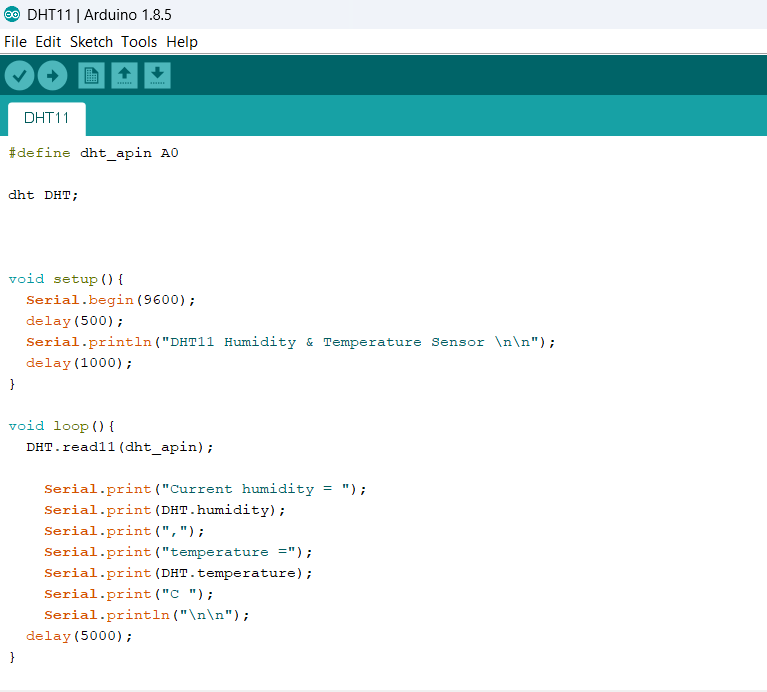 DHT11 | Arduino 1.8.5
File Edit Sketch Tools Help
DHT11
#define dht_apin A0
dht DHT;
void setup(){
  Serial.begin(9600);
  delay(500);
  Serial.println("DHT11 Humidity & Temperature Sensor \n\n");
  delay(1000);
}
void loop(){
  DHT.read11(dht_apin);
    Serial.print("Current humidity = ");
    Serial.print(DHT.humidity);
    Serial.print(",");
    Serial.print("temperature =");
    Serial.print(DHT.temperature);
    Serial.print("C ");
    Serial.println("\n\n");
  delay(5000);
}